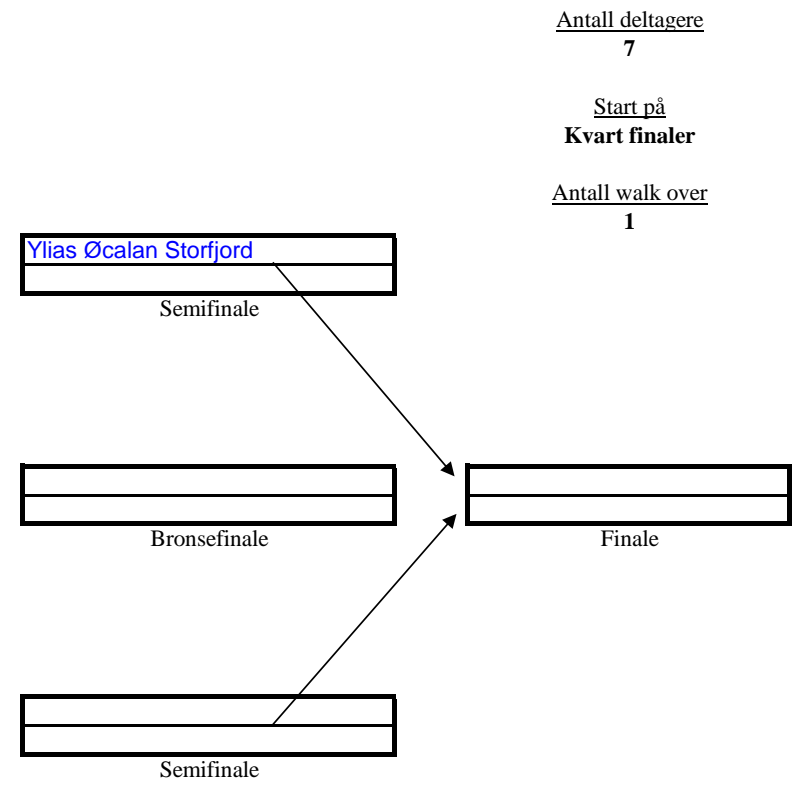 Antall deltagere
7
Start på
Kvart finaler
Antall walk over
1
Ylias Øcalan Storfjord
Semifinale
Bronsefinale
Finale
Semifinale